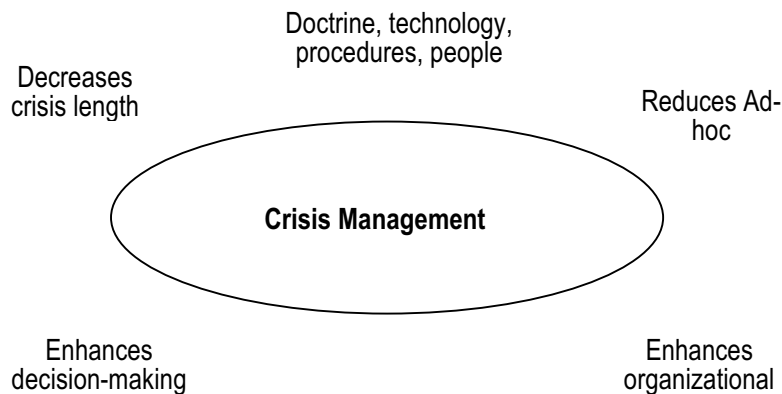 Doctrine, technology,
procedures, people
Decreases
crisis length
Reduces Ad-
hoc
Crisis Management
Enhances
decision-making
Enhances
organizational